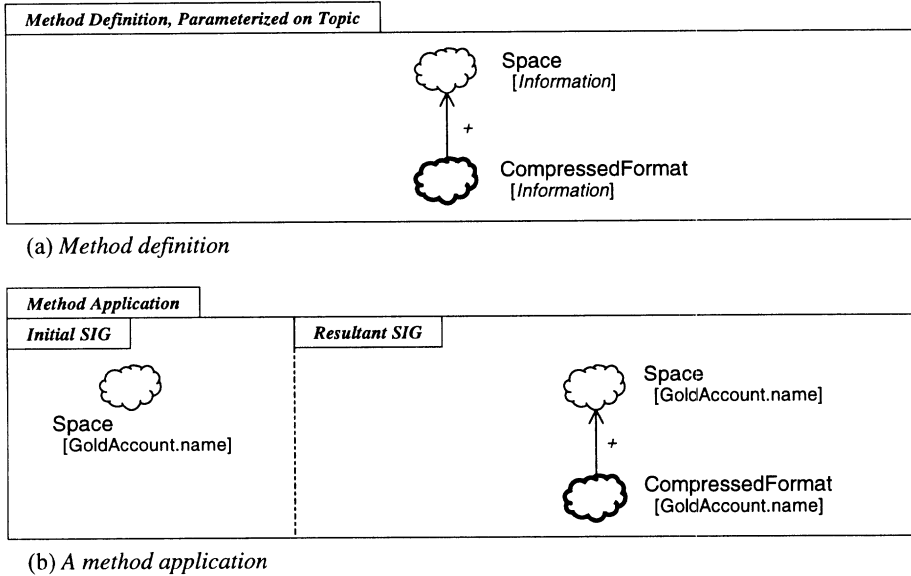 Method Definition, Parameterized on Topic
Space
[Information]
+
CompressedFormat
[Information]
(a) Method definition
Method Application
Initial SIG
Resultant SIG
Space
[GoldAccount.name]
Space
[GoldAccount.name]
+
CompressedFormat
[GoldAccount.name]
(b) A method application